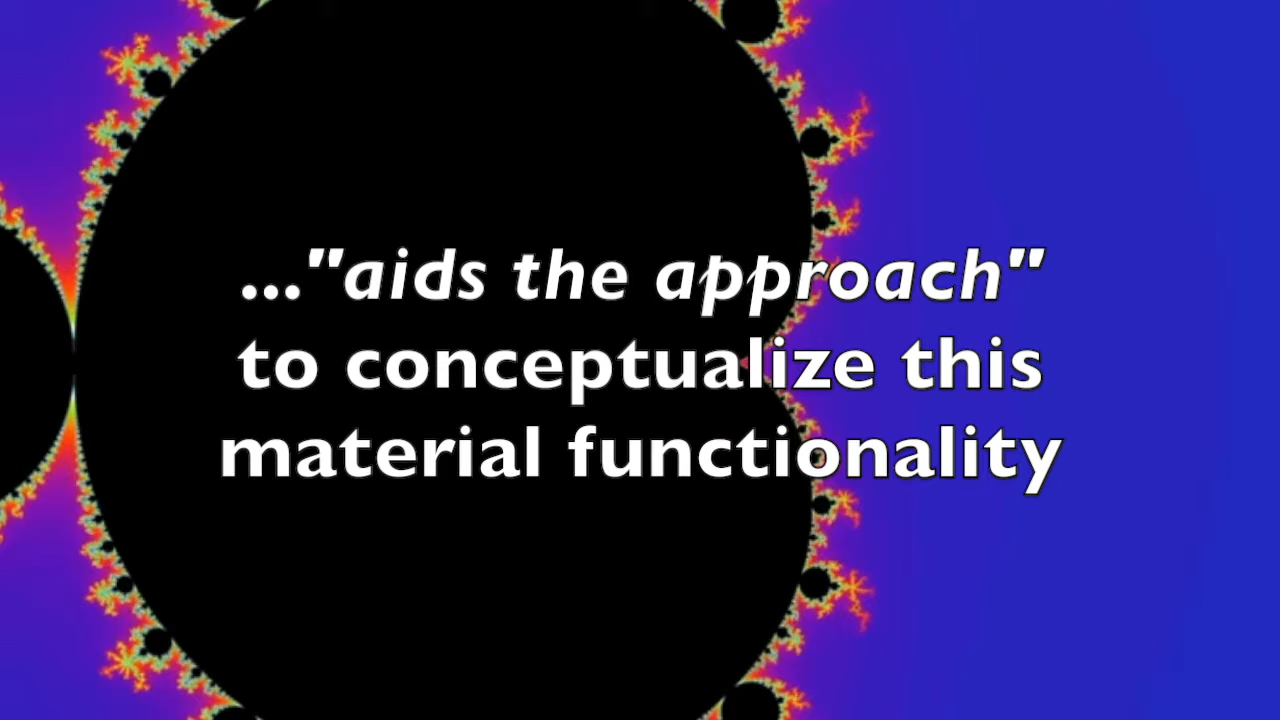 ..."aids the approach"
to conceptualize this
material functionality